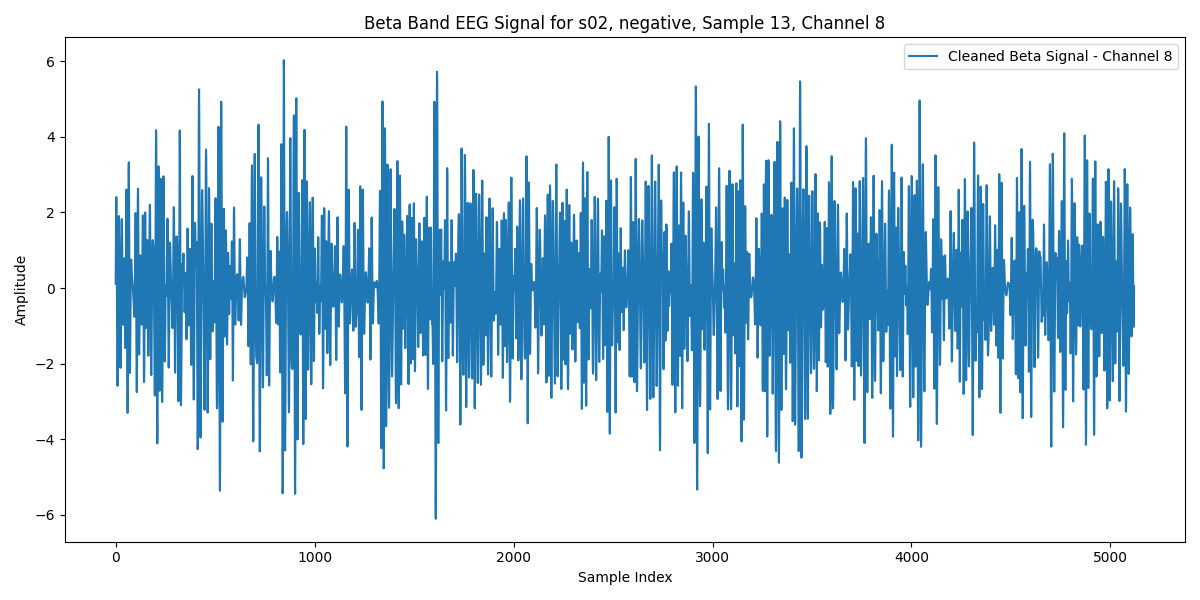 Beta Band EEG Signal for s02, negative, Sample 13, Channel 8
Cleaned Beta Signal - Channel 8
Amplitude
6
4
2
0
−2
−4
−6
0 1000 2000 3000 4000 5000
Sample Index